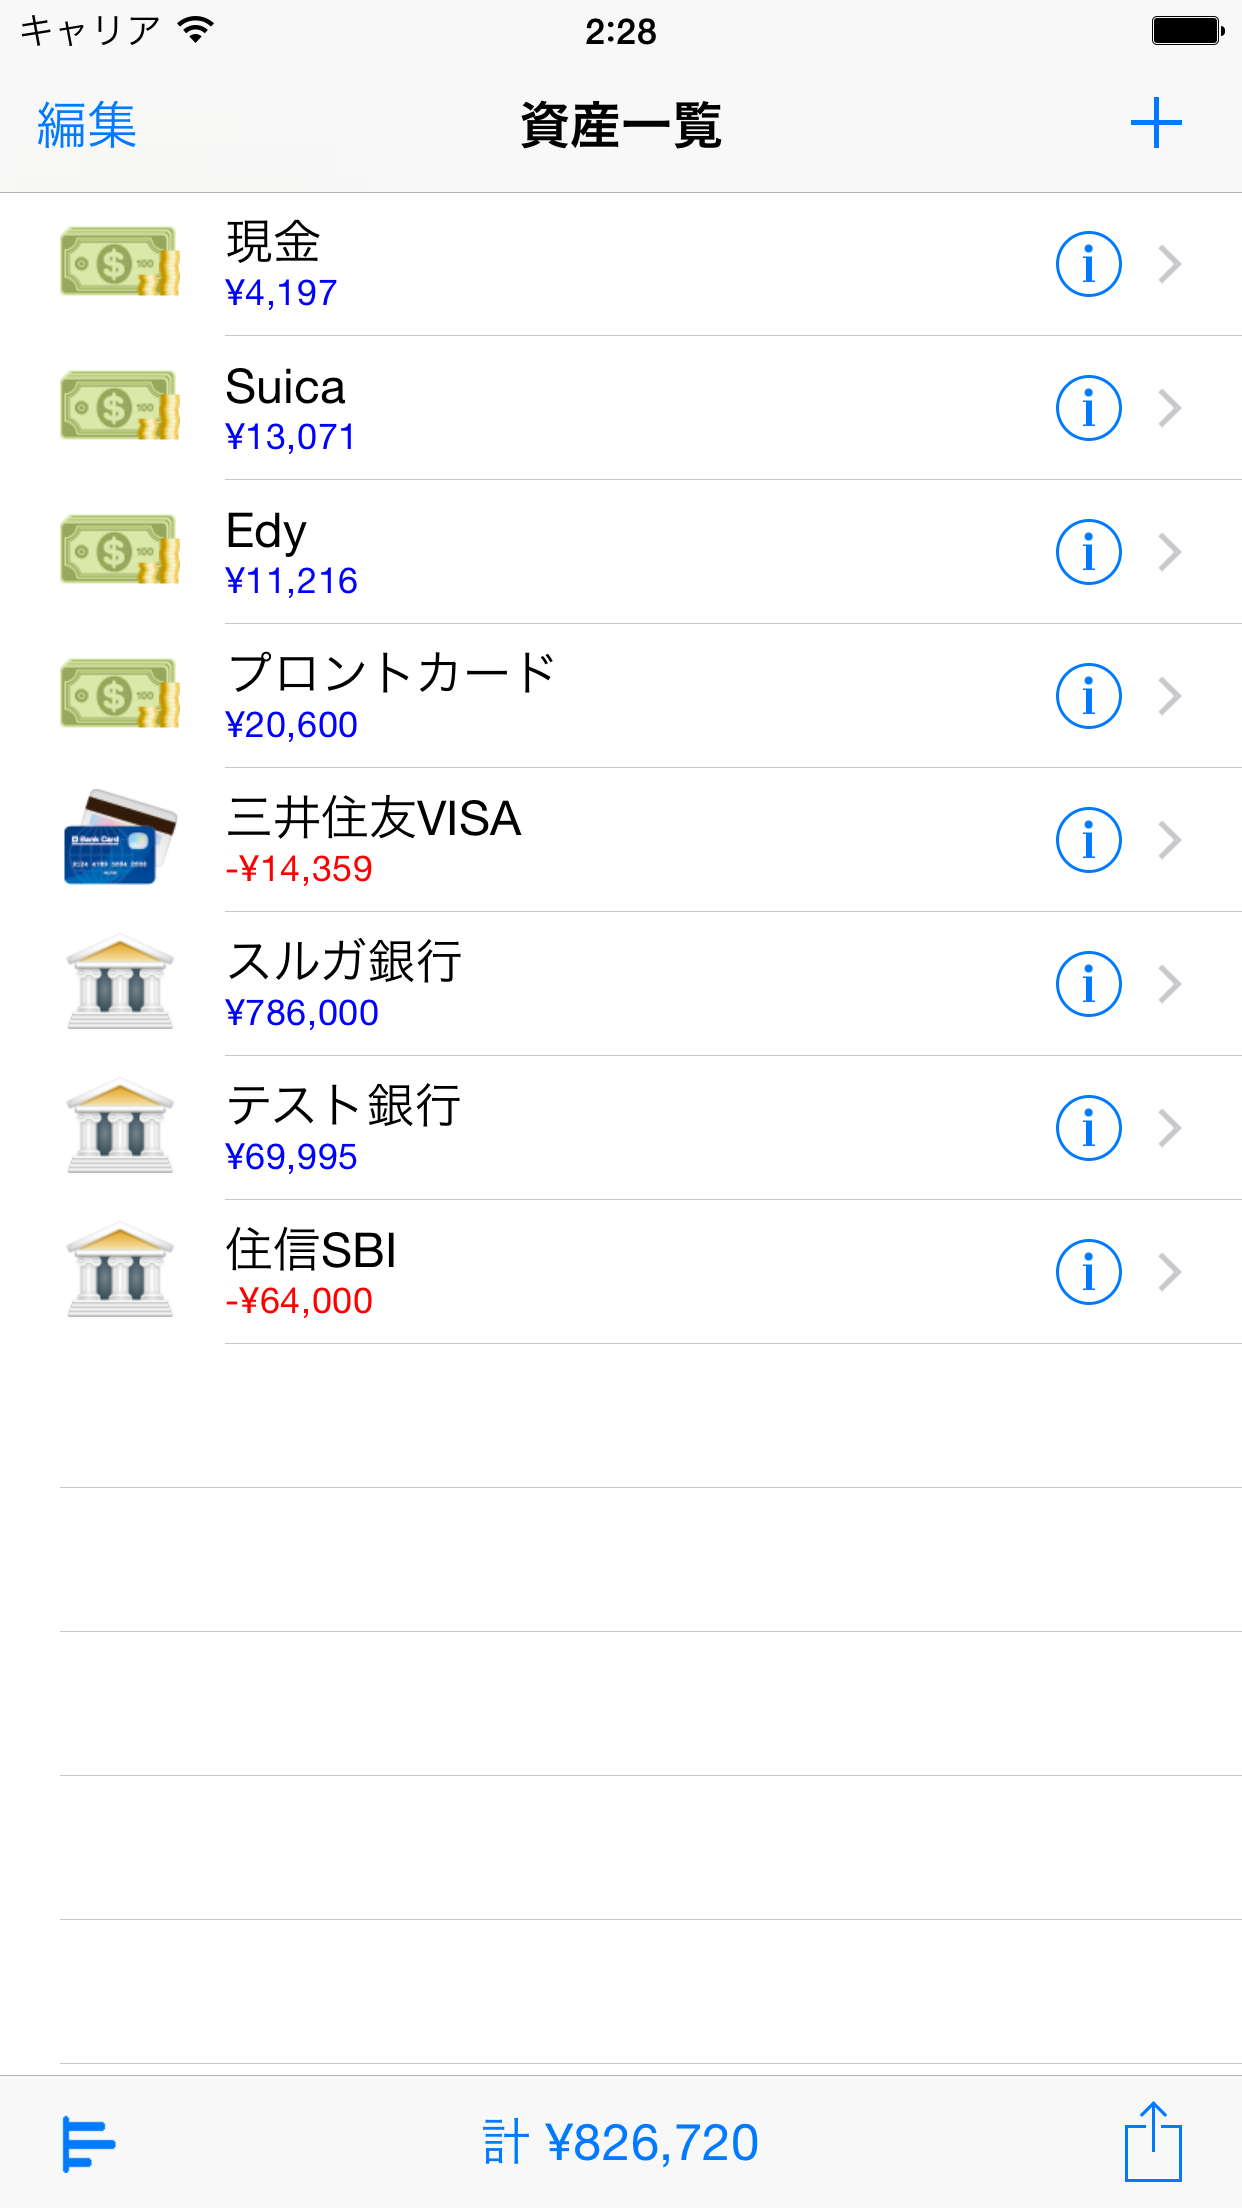 キャリア 2:28
編集 資産一覧 +
現金
¥4,197
Suica
¥13,071
Edy
¥11,216
プロントカード
¥20,600
三井住友VISA
-¥14,359
スルガ銀行
¥786,000
テスト銀行
¥69,995
住信SBI
-¥64,000
計 ¥826,720